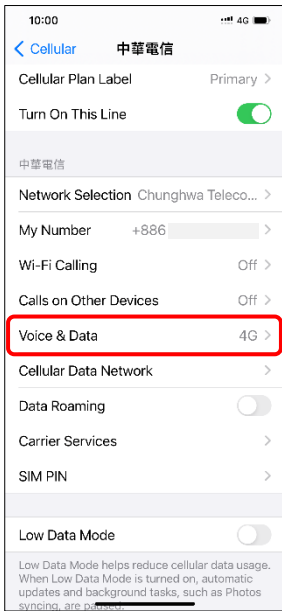 10:00 4G
Cellular 中華電信
Cellular Plan Label Primary
Turn On This Line
中華電信
Network Selection Chunghwa Teleco...
My Number +886
Wi-Fi Calling Off
Calls on Other Devices Off
Voice & Data 4G
Cellular Data Network
Data Roaming
Carrier Services
SIM PIN
Low Data Mode
Low Data Mode helps reduce cellular data usage.
When Low Data Mode is turned on, automatic
updates and background tasks, such as Photos
syncing, are paused.